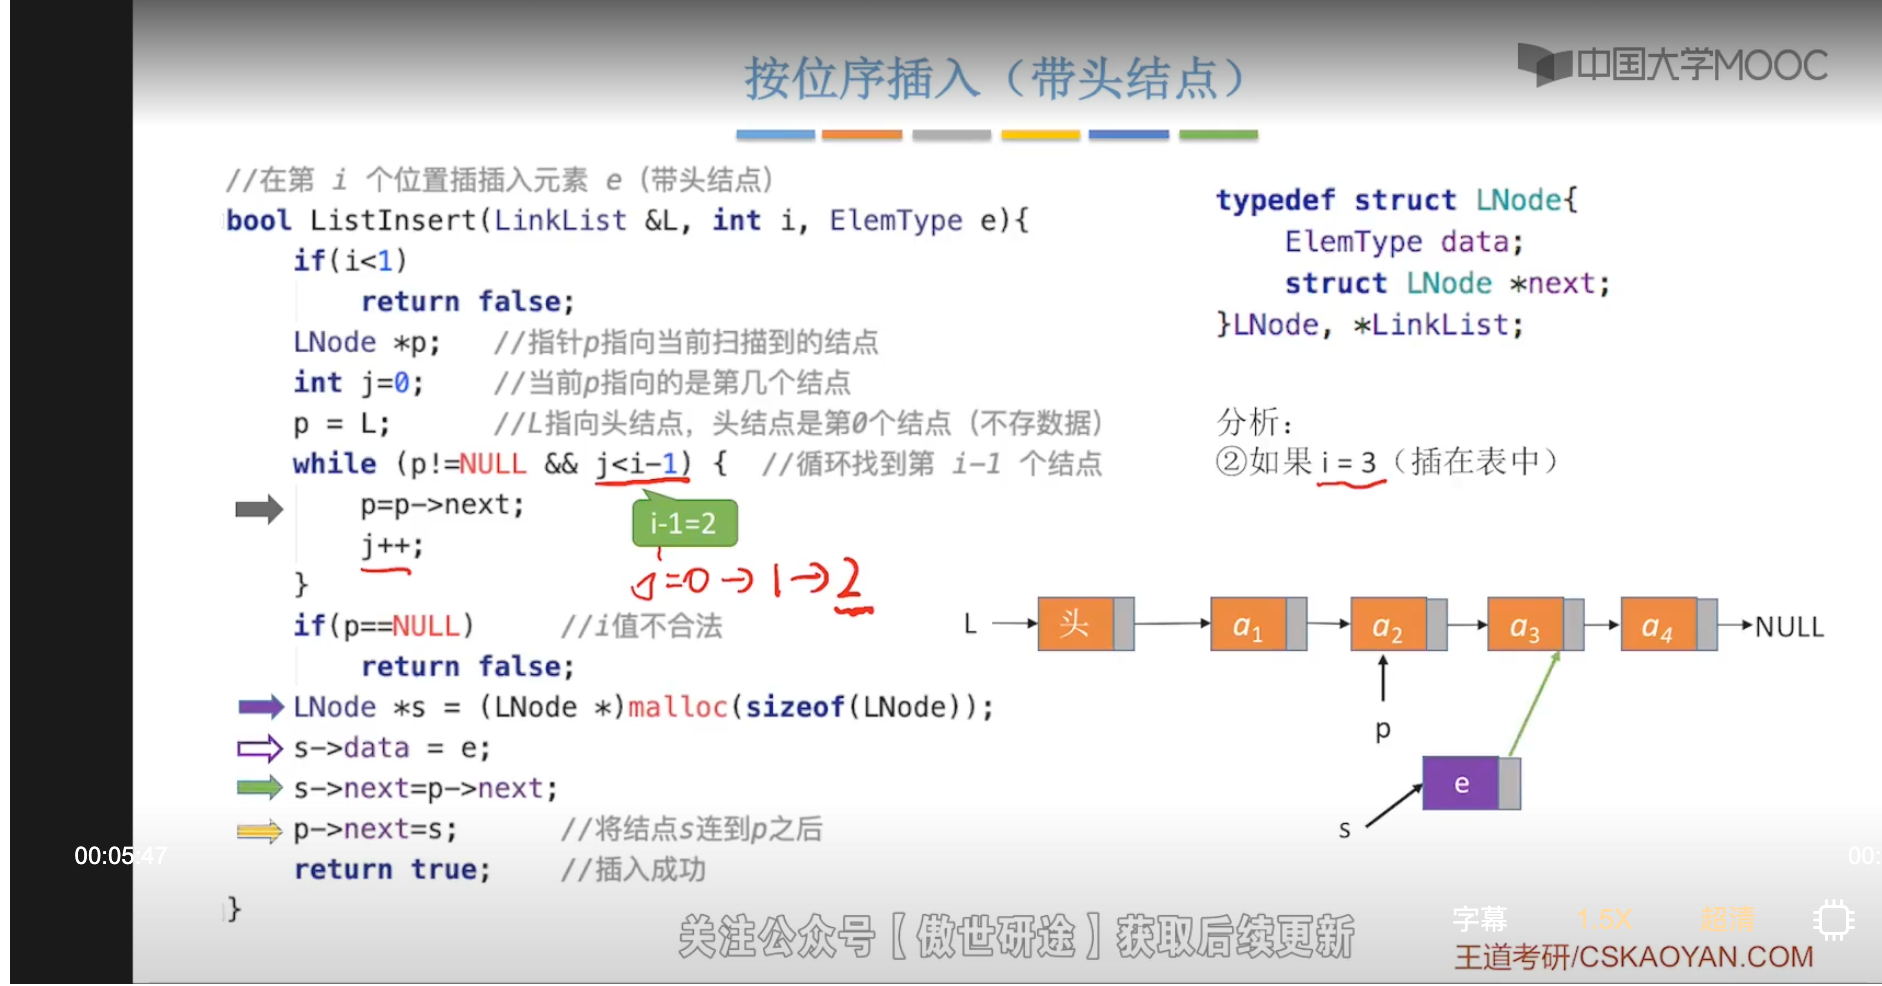 按位序插入（带头结点）
中国大学MOOC
//在第 i 个位置插插入元素 e（带头结点）
bool ListInsert(LinkList &L, int i, ElemType e){
if(i<1)
return false;
LNode *p; //指针p指向当前扫描到的结点
int j=0; //当前p指向的是第几个结点
p = L; //L指向头结点，头结点是第0个结点（不存数据）
while (p!=NULL && j<i-1) { //循环找到第 i-1 个结点
p=p->next;
j++;
}
i-1=2
j=0→1→2
if(p==NULL) //i值不合法
return false;
LNode *s = (LNode *)malloc(sizeof(LNode));
s->data = e;
s->next=p->next;
p->next=s; //将结点s连到p之后
return true; //插入成功
}
typedef struct LNode{
ElemType data;
struct LNode *next;
}LNode, *LinkList;
分析：
②如果 i = 3（插在表中）
L 头 a1 a2 a3 a4 NULL
p
e
s
00:05:47
00:
关注公众号【傲世研途】获取后续更新
字幕 1.5X 超清
王道考研/CSKAOYAN.COM